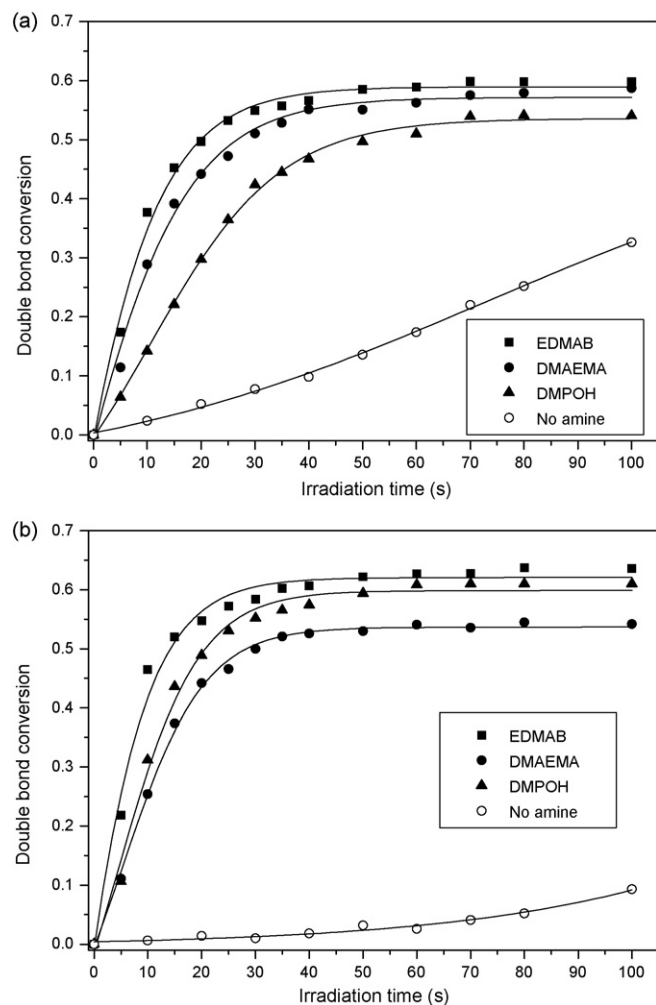 (a)
0.7
0.6
0.5
0.4
0.3
0.2
0.1
0.0
Double bond conversion
EDMAB
DMAEMA
DMPOH
No amine
0 10 20 30 40 50 60 70 80 90 100
Irradiation time (s)
(b)
0.7
0.6
0.5
0.4
0.3
0.2
0.1
0.0
Double bond conversion
EDMAB
DMAEMA
DMPOH
No amine
0 10 20 30 40 50 60 70 80 90 100
Irradiation time (s)